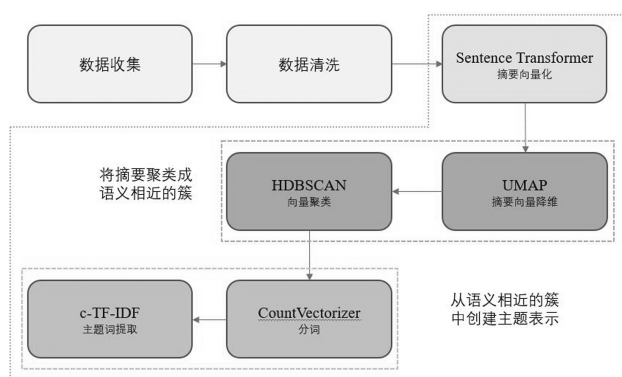 数据收集
数据清洗
Sentence Transformer
摘要向量化
将摘要聚类成
语义相近的簇
HDBSCAN
向量聚类
UMAP
摘要向量降维
c-TF-IDF
主题词提取
CountVectorizer
分词
从语义相近的簇
中创建主题表示